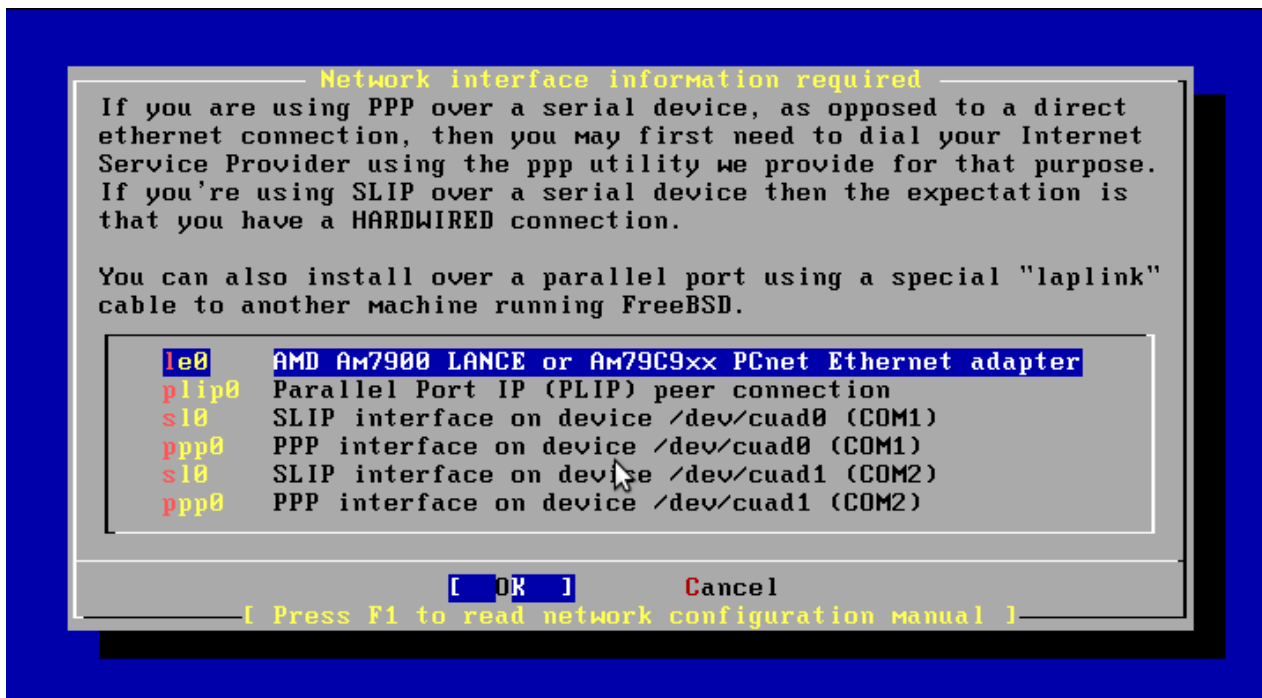 Network interface information required
If you are using PPP over a serial device, as opposed to a direct
ethernet connection, then you may first need to dial your Internet
Service Provider using the ppp utility we provide for that purpose.
If you're using SLIP over a serial device then the expectation is
that you have a HARDWIRED connection.
You can also install over a parallel port using a special "laplink"
cable to another machine running FreeBSD.
le0 AMD Am7900 LANCE or Am79C9xx PCnet Ethernet adapter
plip0 Parallel Port IP (PLIP) peer connection
sl0 SLIP interface on device /dev/cuad0 (COM1)
ppp0 PPP interface on device /dev/cuad0 (COM1)
sl0 SLIP interface on device /dev/cuad1 (COM2)
ppp0 PPP interface on device /dev/cuad1 (COM2)
[ OK ] Cancel
[ Press F1 to read network configuration manual ]